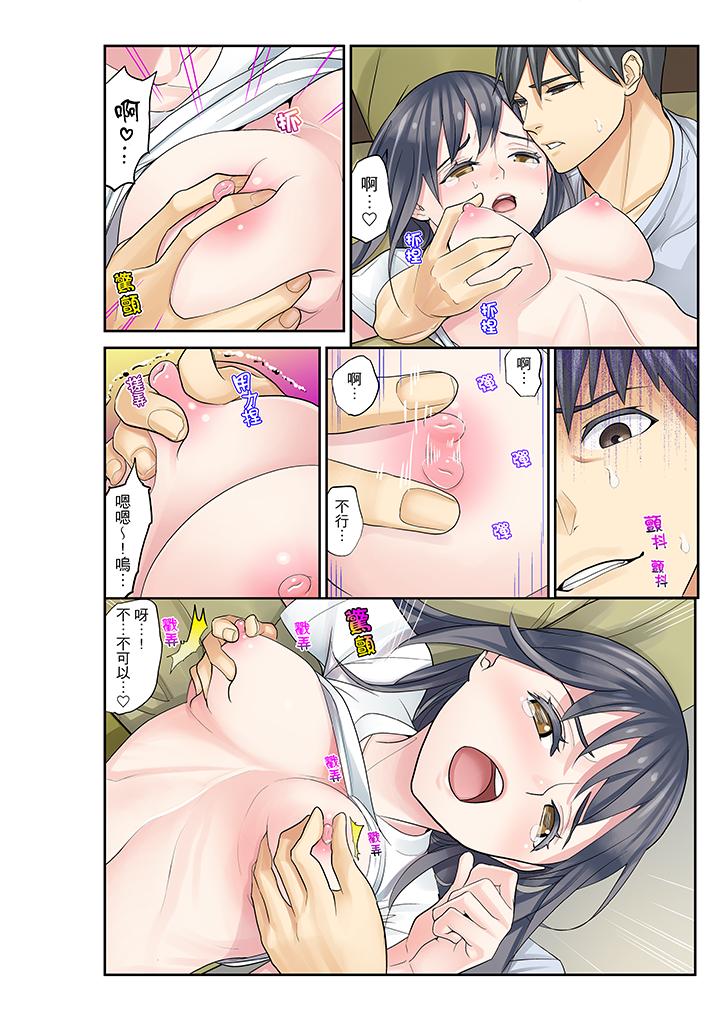 啊…♡
抓捏
抓捏
啊♡…
抓
驚顫
顫抖
顫抖
啊…
彈
彈
彈
啊…
不行…
用力捏
搓弄
嗯嗯～！嗚…
驚顫
戳弄
戳弄
呀…！
不…不可以…♡
戳弄
戳弄